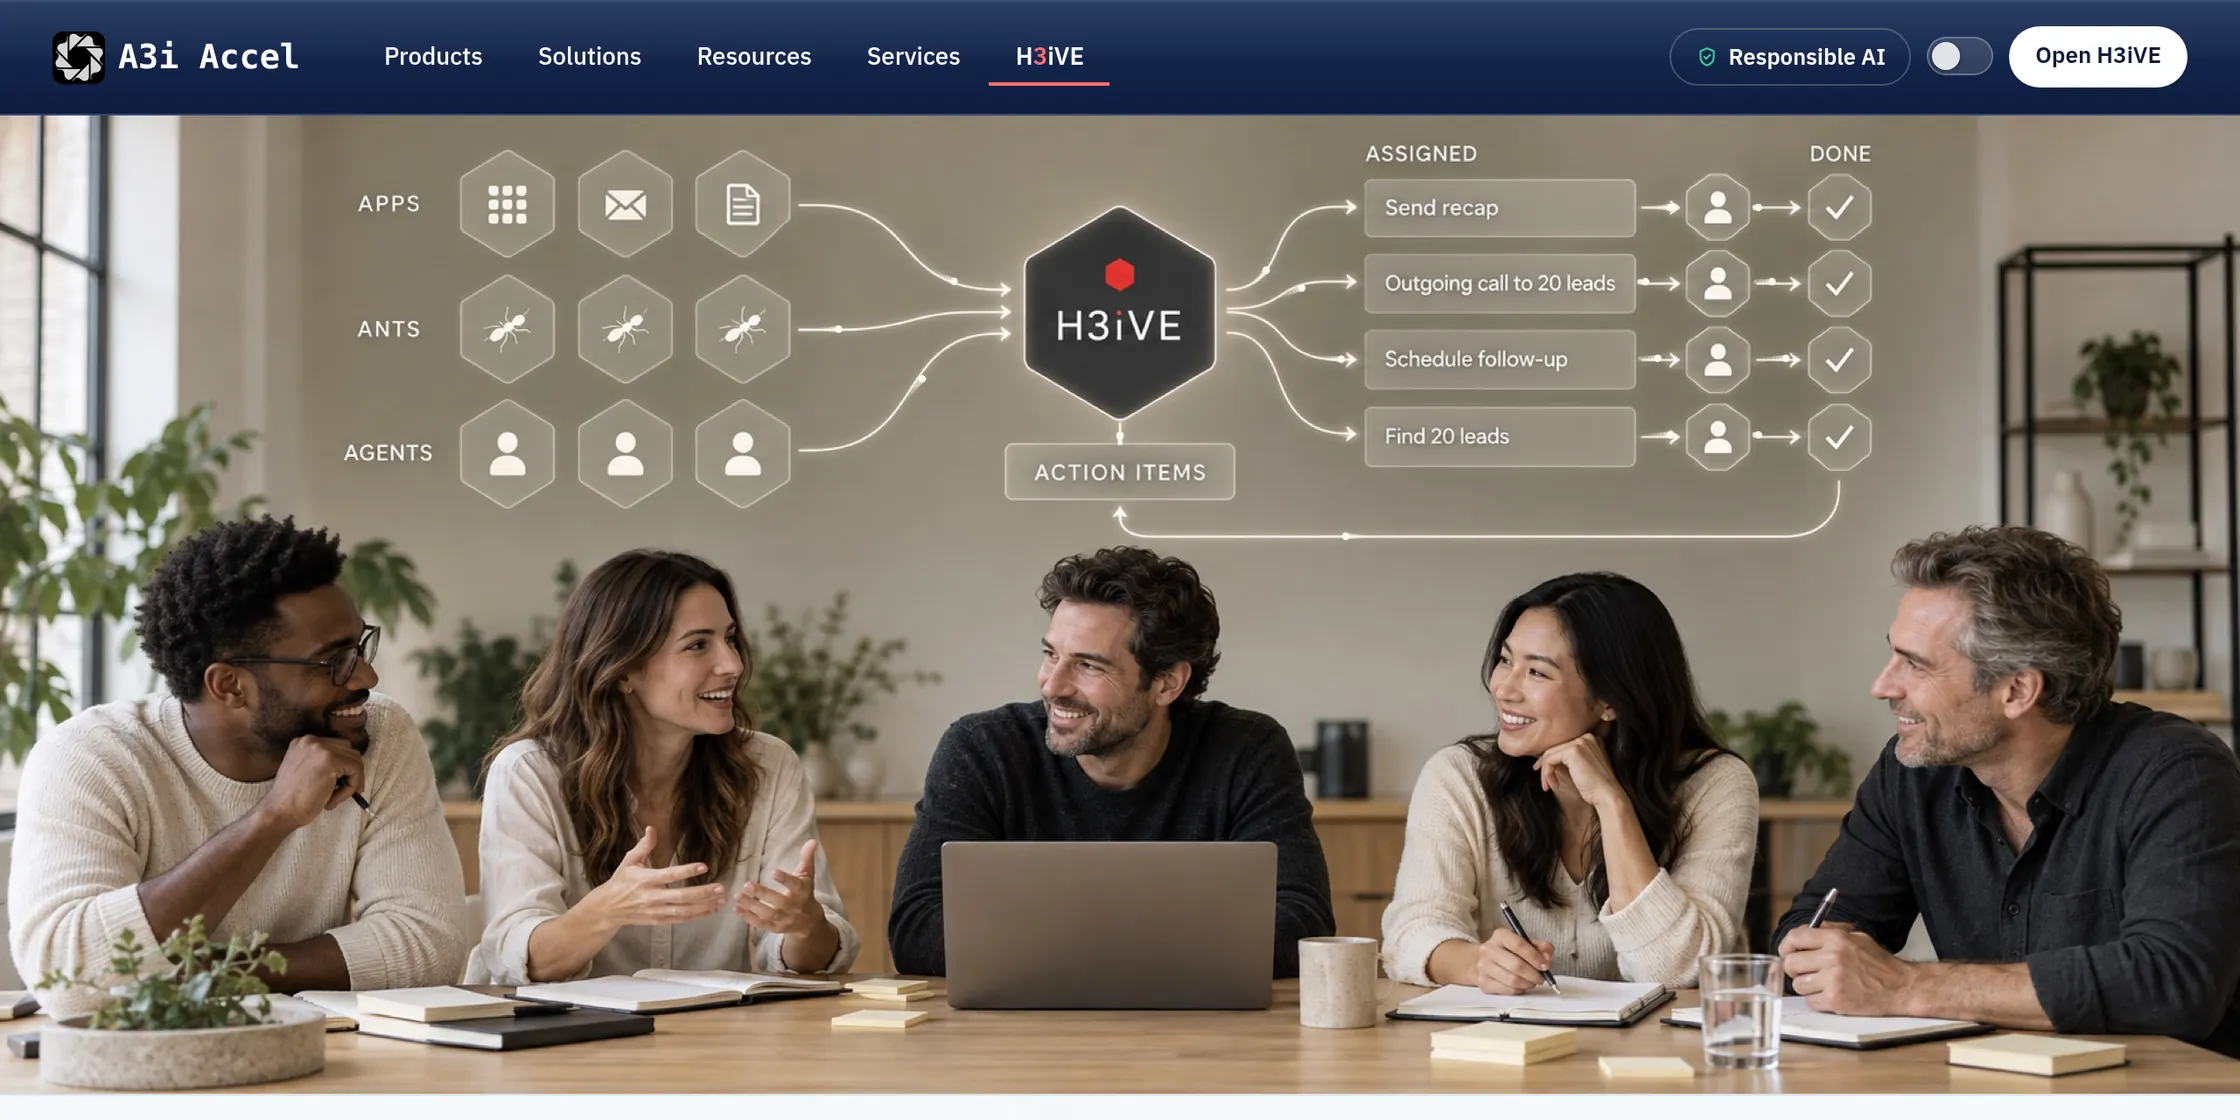 A3i Accel
Products
Solutions
Resources
Services
H3iVE
Responsible AI
Open H3iVE
APPS
ANTS
AGENTS
H3iVE
ACTION ITEMS
ASSIGNED
DONE
Send recap
Outgoing call to 20 leads
Schedule follow-up
Find 20 leads